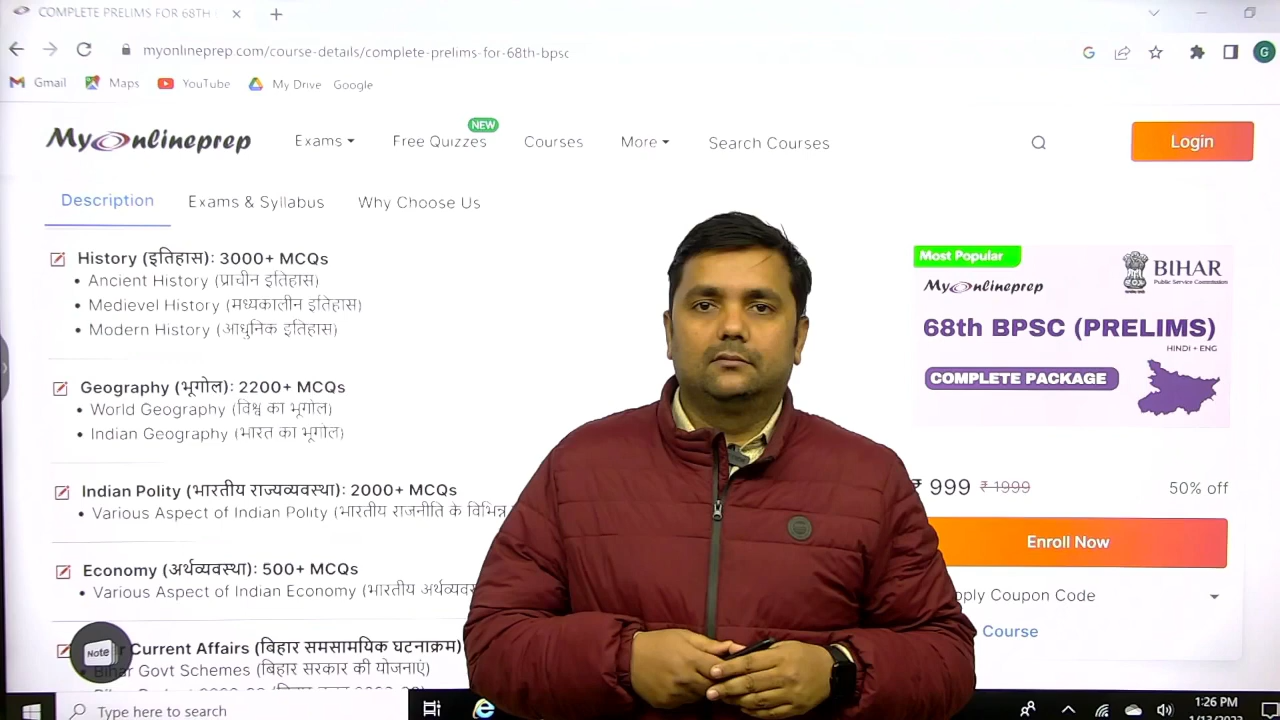 COMPLETE PRELIMS FOR 68TH
myonlineprep.com/course-details/complete-prelims-for-68th-bpsc
G
Gmail Maps YouTube My Drive Google
MyOnlineprep Exams Free Quizzes NEW Courses More Search Courses Login
Description Exams & Syllabus Why Choose Us
History (इतिहास): 3000+ MCQs
Ancient History (प्राचीन इतिहास)
Medievel History (मध्यकालीन इतिहास)
Modern History (आधुनिक इतिहास)
Geography (भूगोल): 2200+ MCQs
World Geography (विश्व का भूगोल)
Indian Geography (भारत का भूगोल)
Indian Polity (भारतीय राज्यव्यवस्था): 2000+ MCQs
Various Aspect of Indian Polity (भारतीय राजनीति के विभिन्न
Economy (अर्थव्यवस्था): 500+ MCQs
Various Aspect of Indian Economy (भारतीय
Current Affairs (बिहार समसामयिक घटनाक्रम)
Bihar Govt Schemes (बिहार सरकार की योजनाएं)
Note
Most Popular
MyOnlineprep
BIHAR
Public Service Commission
68th BPSC (PRELIMS)
HINDI + ENG
COMPLETE PACKAGE
₹ 999 ₹ 1999 50% off
Enroll Now
Coupon Code
Course
Type here to search
1:26 PM